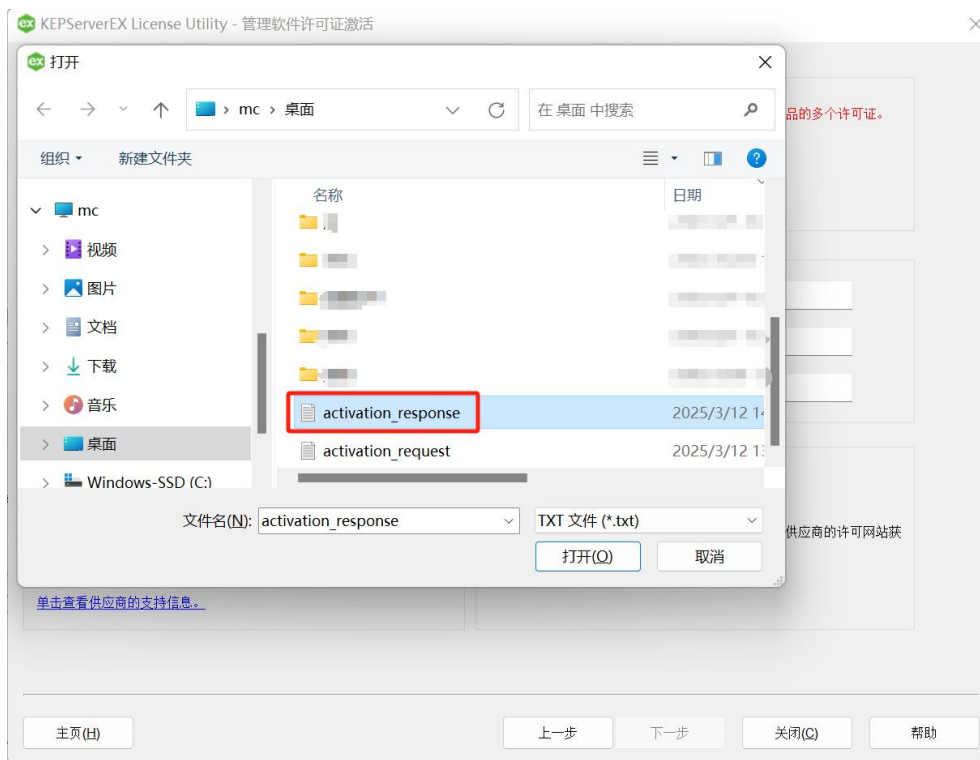 KEPServerEX License Utility - 管理软件许可证激活
打开
mc > 桌面
在 桌面 中搜索
品的多个许可证。
组织
新建文件夹
名称
日期
mc
视频
图片
文档
下载
音乐
桌面
Windows-SSD (C:)
activation_response
2025/3/12 14
activation_request
2025/3/12 13
文件名(N):
activation_response
TXT 文件 (*.txt)
供应商的许可网站获
打开(O)
取消
单击查看供应商的支持信息。
主页(H)
上一步
下一步
关闭(C)
帮助